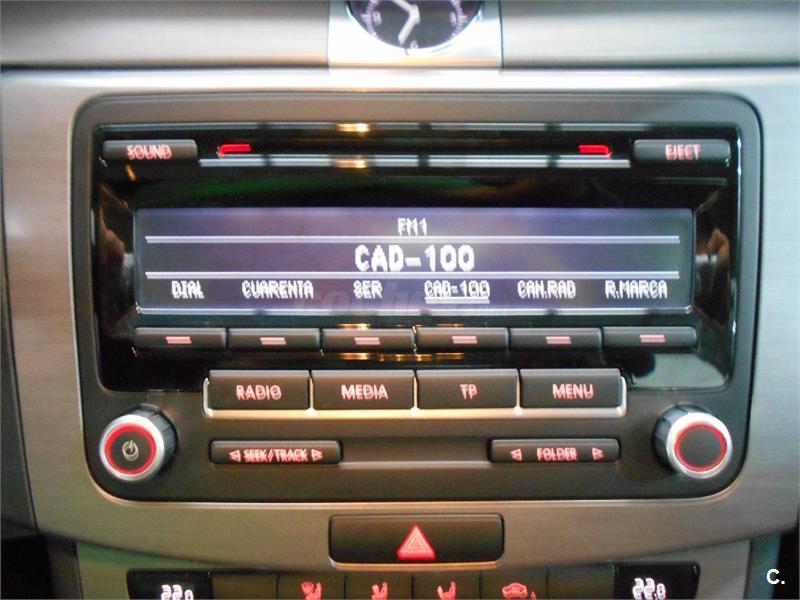 SOUND
EJECT
FM1
CAD-100
DIAL CUARENTA SER CAD-100 CAN.RAD R.MARCA
RADIO MEDIA TP MENU
SEEK/TRACK FOLDER
22.0 22.0
C.